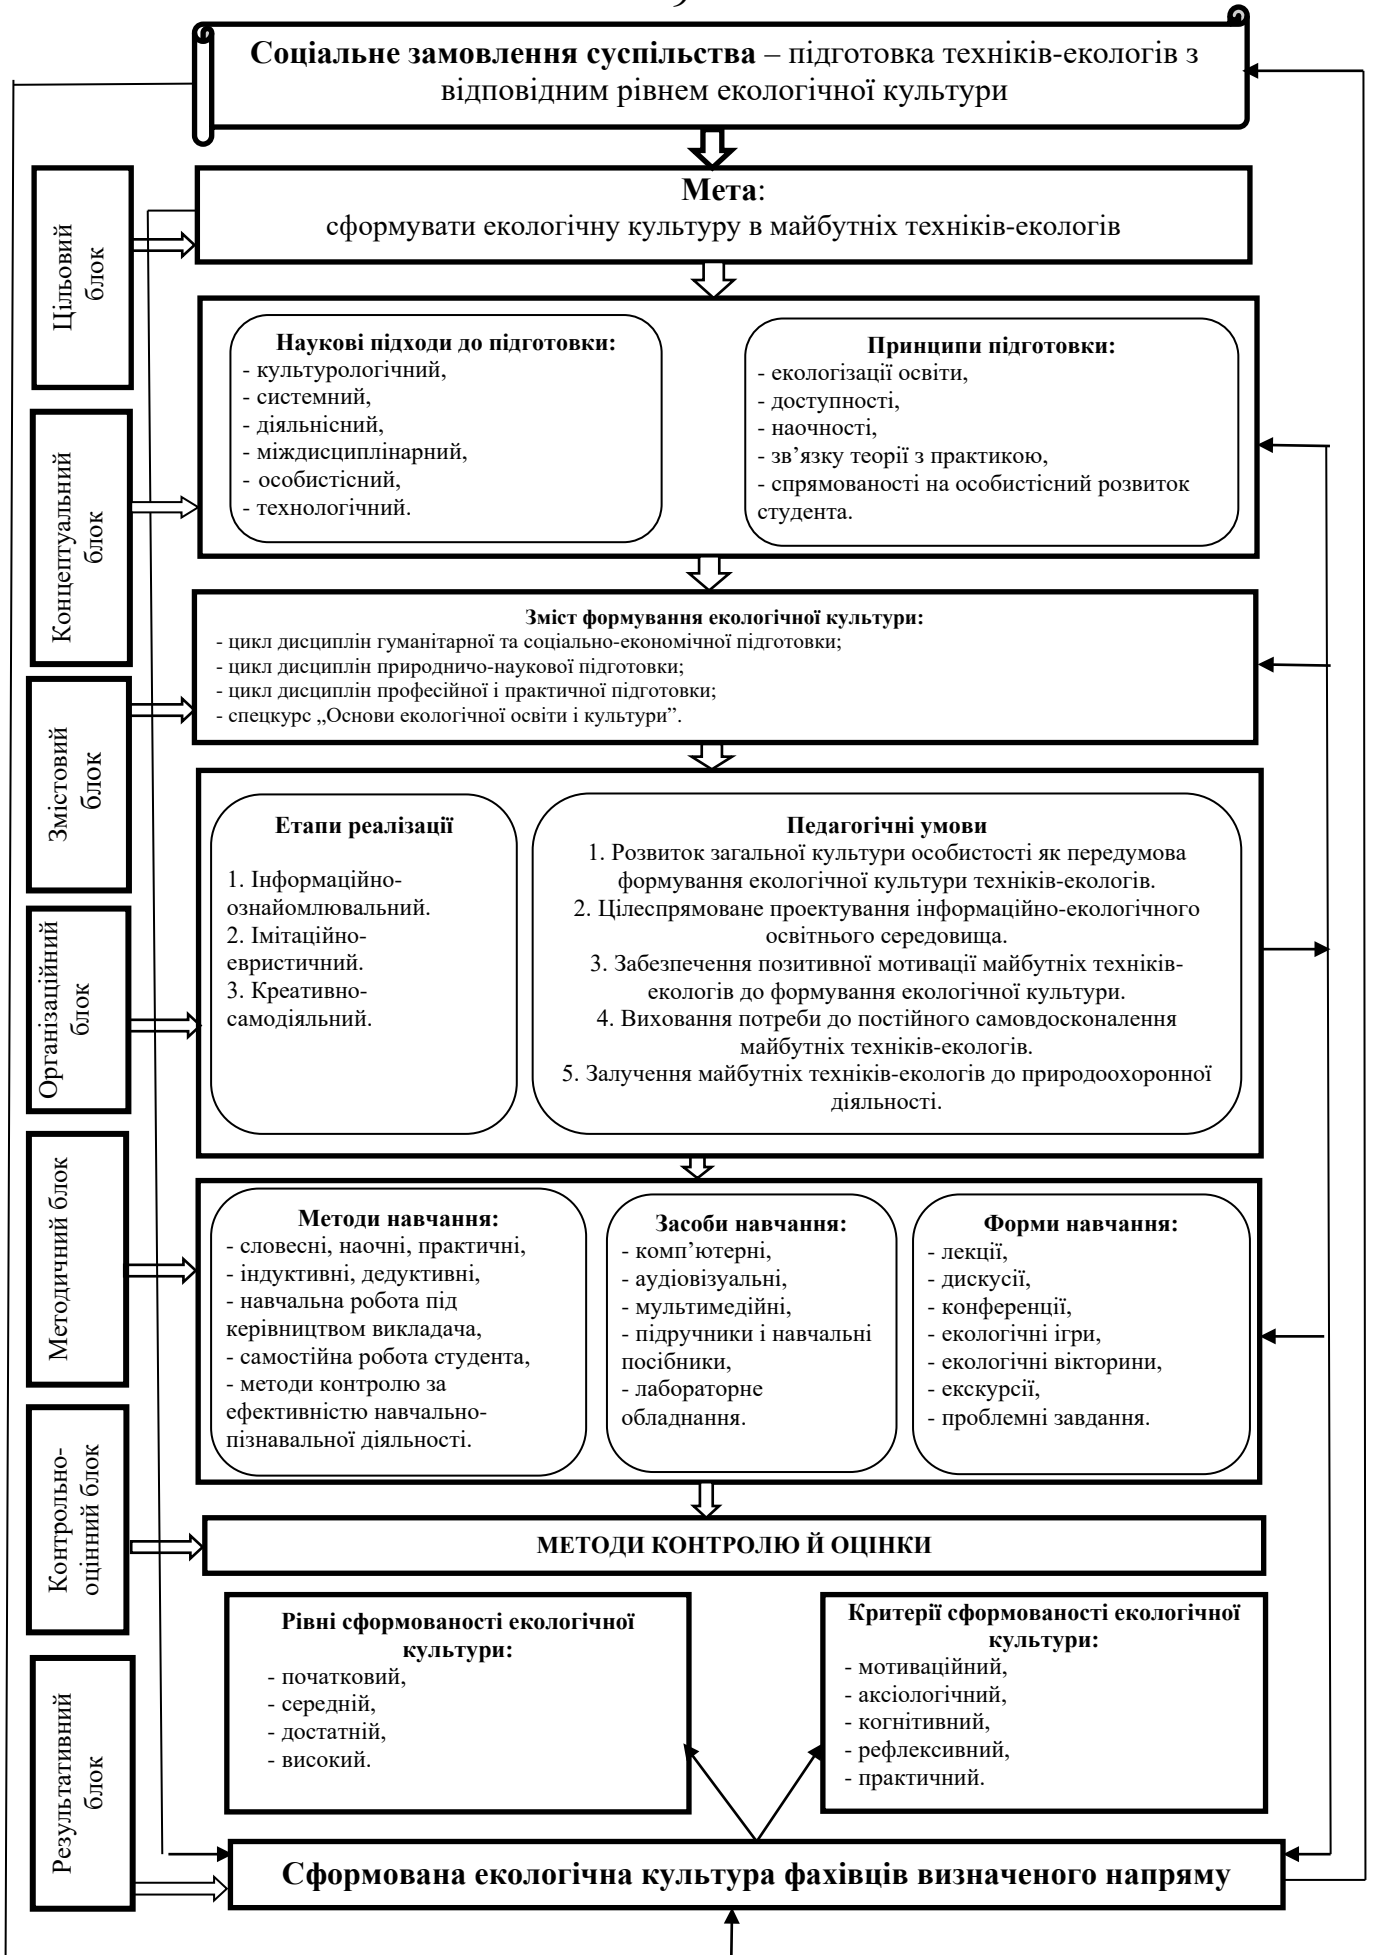 Соціальне замовлення суспільства – підготовка техніків-екологів з
відповідним рівнем екологічної культури
Цільовий
блок
Мета:
сформувати екологічну культуру в майбутніх техніків-екологів
Концептуальний
блок
Наукові підходи до підготовки:
- культурологічний,
- системний,
- діяльнісний,
- міждисциплінарний,
- особистісний,
- технологічний.
Принципи підготовки:
- екологізації освіти,
- доступності,
- наочності,
- зв’язку теорії з практикою,
- спрямованості на особистісний розвиток
студента.
Змістовий
блок
Зміст формування екологічної культури:
- цикл дисциплін гуманітарної та соціально-економічної підготовки;
- цикл дисциплін природничо-наукової підготовки;
- цикл дисциплін професійної і практичної підготовки;
- спецкурс „Основи екологічної освіти і культури”.
Організаційний
блок
Етапи реалізації
1. Інформаційно-
ознайомлювальний.
2. Імітаційно-
евристичний.
3. Креативно-
самодіяльний.
Педагогічні умови
1. Розвиток загальної культури особистості як передумова
формування екологічної культури техніків-екологів.
2. Цілеспрямоване проектування інформаційно-екологічного
освітнього середовища.
3. Забезпечення позитивної мотивації майбутніх техніків-
екологів до формування екологічної культури.
4. Виховання потреби до постійного самовдосконалення
майбутніх техніків-екологів.
5. Залучення майбутніх техніків-екологів до природоохоронної
діяльності.
Методичний блок
Методи навчання:
- словесні, наочні, практичні,
- індуктивні, дедуктивні,
- навчальна робота під
керівництвом викладача,
- самостійна робота студента,
- методи контролю за
ефективністю навчально-
пізнавальної діяльності.
Засоби навчання:
- комп’ютерні,
- аудіовізуальні,
- мультимедійні,
- підручники і навчальні
посібники,
- лабораторне
обладнання.
Форми навчання:
- лекції,
- дискусії,
- конференції,
- екологічні ігри,
- екологічні вікторини,
- екскурсії,
- проблемні завдання.
Контрольно-
оцінний блок
МЕТОДИ КОНТРОЛЮ Й ОЦІНКИ
Рівні сформованості екологічної
культури:
- початковий,
- середній,
- достатній,
- високий.
Критерії сформованості екологічної
культури:
- мотиваційний,
- аксіологічний,
- когнітивний,
- рефлексивний,
- практичний.
Результативний
блок
Сформована екологічна культура фахівців визначеного напряму